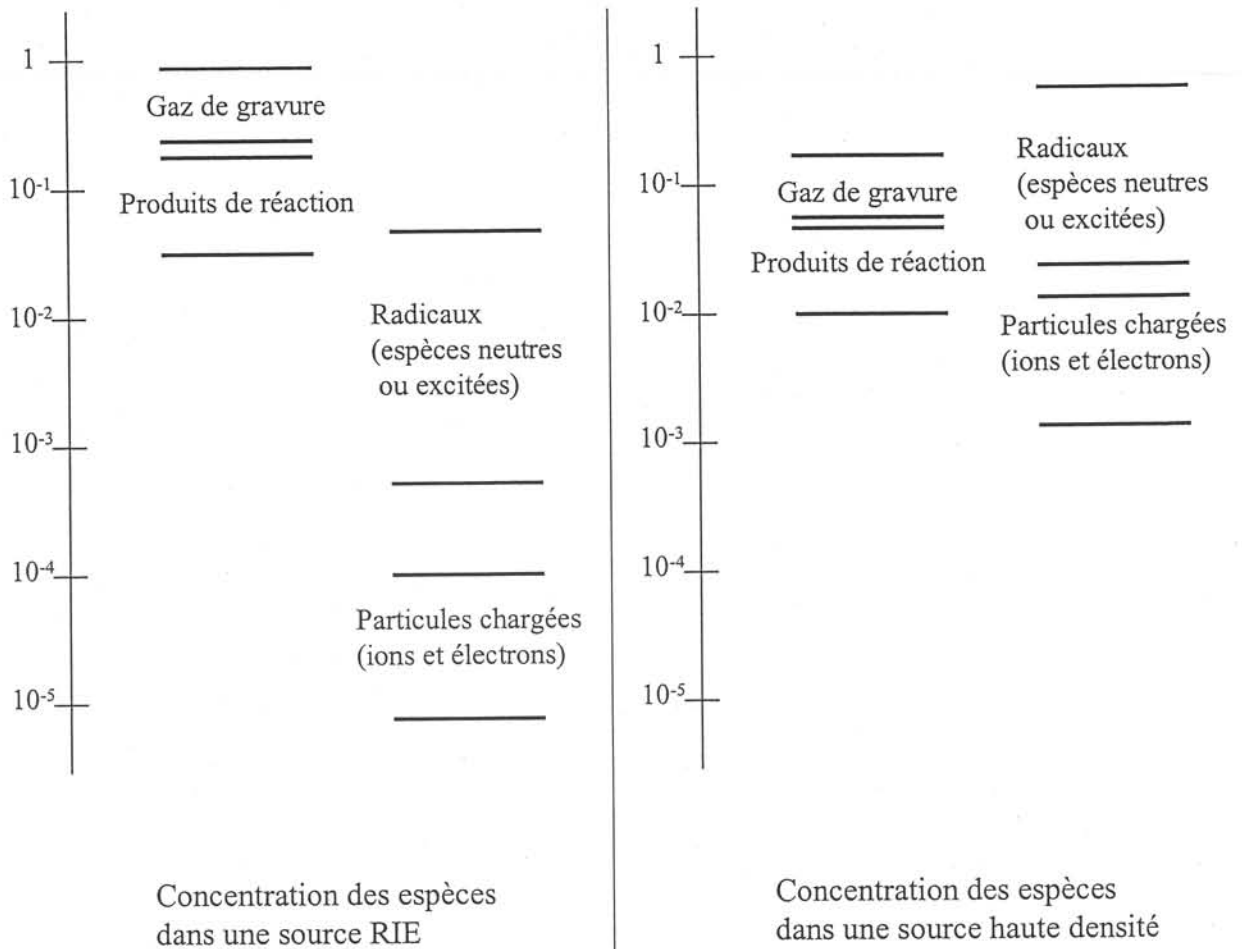 1
Gaz de gravure
10-1
Produits de réaction
10-2
Radicaux
(espèces neutres
ou excitées)
10-3
10-4
Particules chargées
(ions et électrons)
10-5
Concentration des espèces
dans une source RIE
1
Radicaux
(espèces neutres
ou excitées)
10-1
Gaz de gravure
Produits de réaction
10-2
Particules chargées
(ions et électrons)
10-3
10-4
10-5
Concentration des espèces
dans une source haute densité